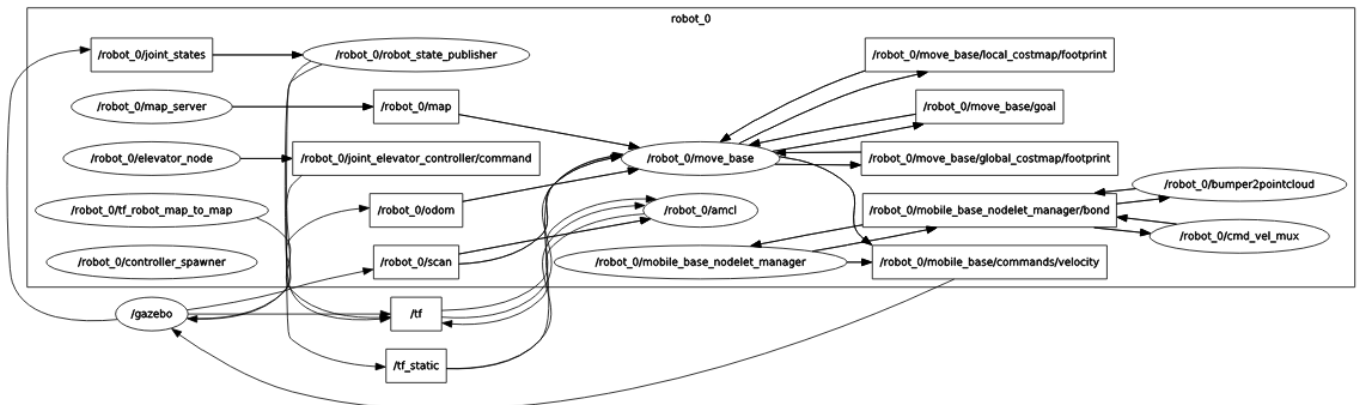 robot_0
/robot_0/joint_states
/robot_0/robot_state_publisher
/robot_0/move_base/local_costmap/footprint
/robot_0/map_server
/robot_0/map
/robot_0/move_base/goal
/robot_0/elevator_node
/robot_0/joint_elevator_controller/command
/robot_0/move_base
/robot_0/move_base/global_costmap/footprint
/robot_0/bumper2pointcloud
/robot_0/tf_robot_map_to_map
/robot_0/odom
/robot_0/amcl
/robot_0/mobile_base_nodelet_manager/bond
/robot_0/cmd_vel_mux
/robot_0/controller_spawner
/robot_0/scan
/robot_0/mobile_base_nodelet_manager
/robot_0/mobile_base/commands/velocity
/gazebo
/tf
/tf_static